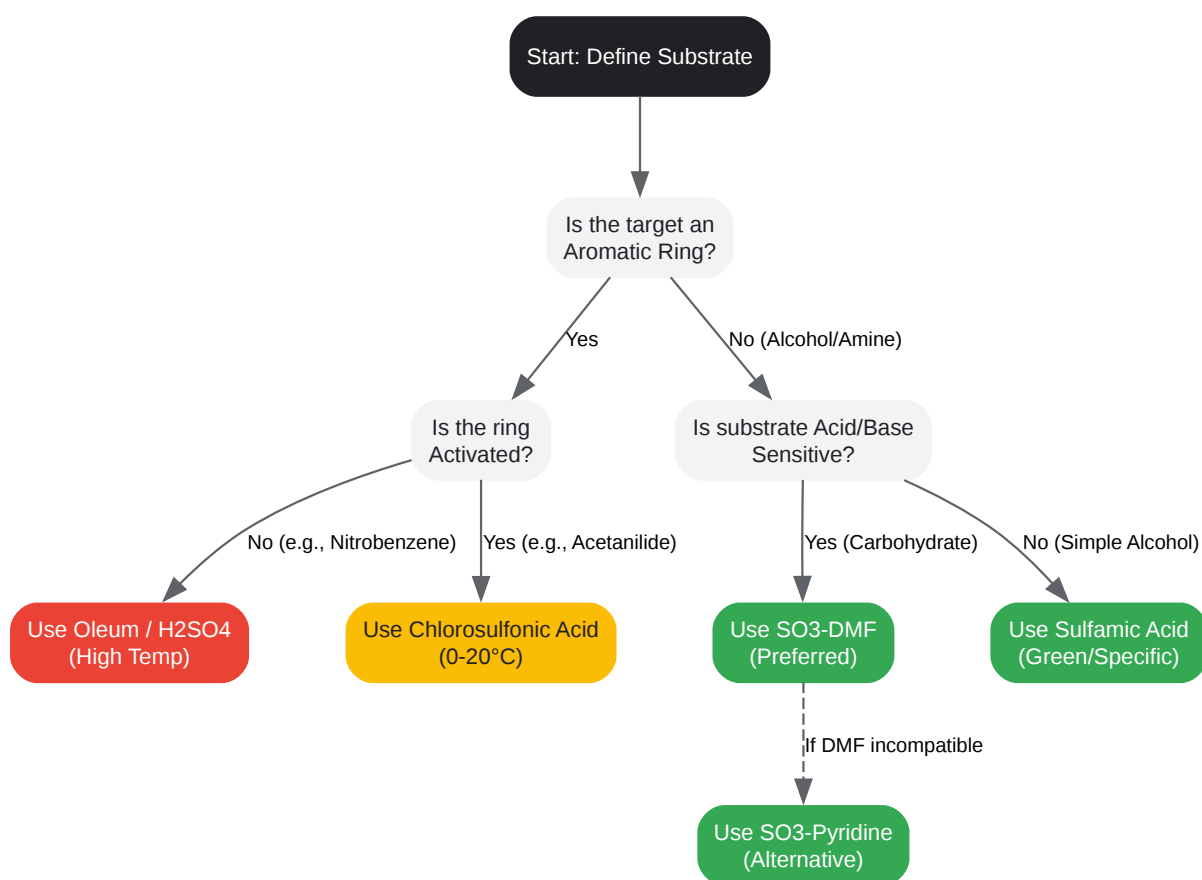 Start: Define Substrate
Is the target an
Aromatic Ring?
Yes
No (Alcohol/Amine)
Is the ring
Activated?
Is substrate Acid/Base
Sensitive?
No (e.g., Nitrobenzene)
Yes (e.g., Acetanilide)
Yes (Carbohydrate)
No (Simple Alcohol)
Use Oleum / H2SO4
(High Temp)
Use Chlorosulfonic Acid
(0-20°C)
Use SO3-DMF
(Preferred)
Use Sulfamic Acid
(Green/Specific)
If DMF incompatible
Use SO3-Pyridine
(Alternative)